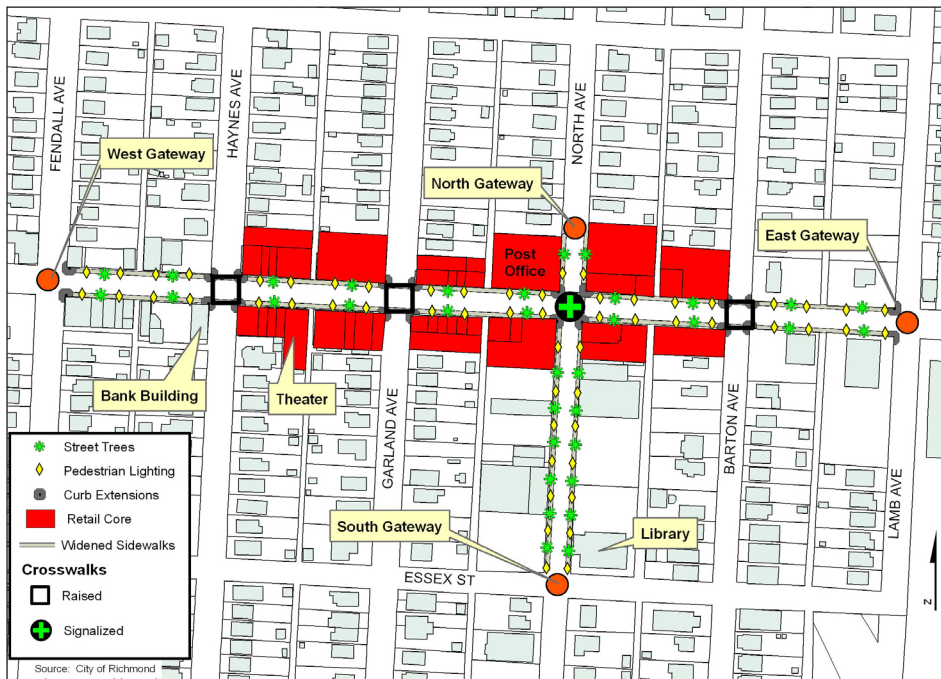 FENDALL AVE
HAYNES AVE
NORTH AVE
West Gateway
North Gateway
East Gateway
Post
Office
Bank Building
Theater
GARLAND AVE
BARTON AVE
LAMB AVE
South Gateway
Library
ESSEX ST
Street Trees
Pedestrian Lighting
Curb Extensions
Retail Core
Widened Sidewalks
Crosswalks
Raised
Signalized
Source: City of Richmond
N